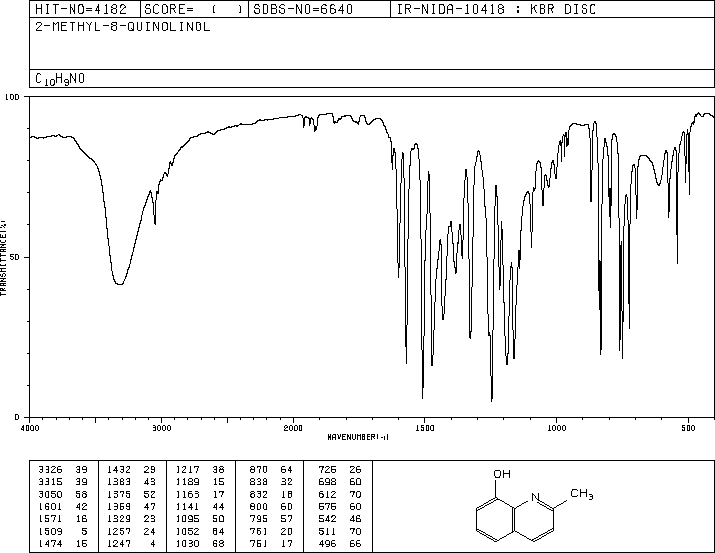 HIT-NO=4182 SCORE= ( ) SDBS-NO=6640 IR-NIDA-10418 : KBR DISC
2-METHYL-8-QUINOLINOL
C10H9NO
100
TRANSMITTANCE(%)
50
0
4000 3000 2000 1500 1000 500
WAVENUMBER(-1)
3326 39 1432 29 1217 38 870 64 726 26
3315 39 1383 43 1189 15 838 32 698 60
3050 58 1375 52 1163 17 832 18 612 70
1601 42 1359 47 1141 44 800 60 576 60
1571 16 1329 23 1095 50 795 57 542 46
1509 5 1257 24 1052 64 761 20 511 70
1474 15 1247 4 1030 68 751 17 496 66
OH
N
CH3